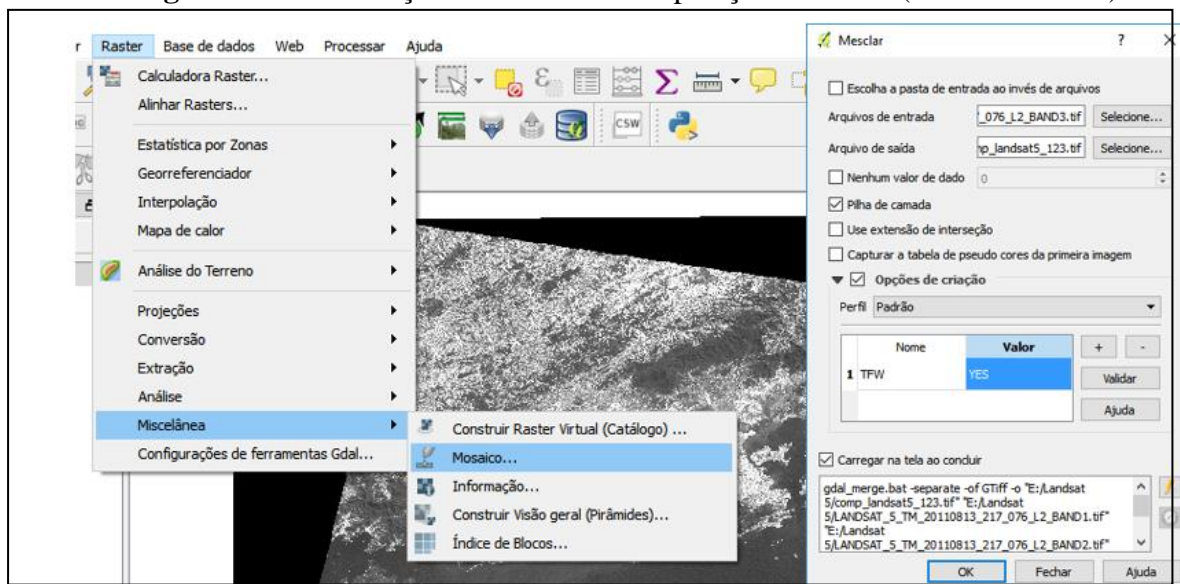 r Raster Base de dados Web Processar Ajuda
Calculadora Raster...
Alinhar Rasters...
Estatística por Zonas
Georreferenciador
Interpolação
Mapa de calor
Análise do Terreno
Projeções
Conversão
Extração
Análise
Miscelânea
Configurações de ferramentas Gdal...
Construir Raster Virtual (Catálogo) ...
Mosaico...
Informação...
Construir Visão geral (Pirâmides)...
Índice de Blocos...
CSW
Mesclar ? X
Escolha a pasta de entrada ao invés de arquivos
Arquivos de entrada _076_L2_BAND3.tif Selecione...
Arquivo de saída np_landsat5_123.tif Selecione...
Nenhum valor de dado 0
Pilha de camada
Use extensão de interseção
Capturar a tabela de pseudo cores da primeira imagem
Opções de criação
Perfil Padrão
Nome Valor + -
1 TFW YES Validar
Ajuda
Carregar na tela ao concluir
gdal_merge.bat -separate -of GTiff -o "E:/Landsat
5/comp_landsat5_123.tif" "E:/Landsat
5/LANDSAT_5_TM_20110813_217_076_L2_BAND1.tif"
"E:/Landsat
5/LANDSAT_5_TM_20110813_217_076_L2_BAND2.tif"
OK Fechar Ajuda